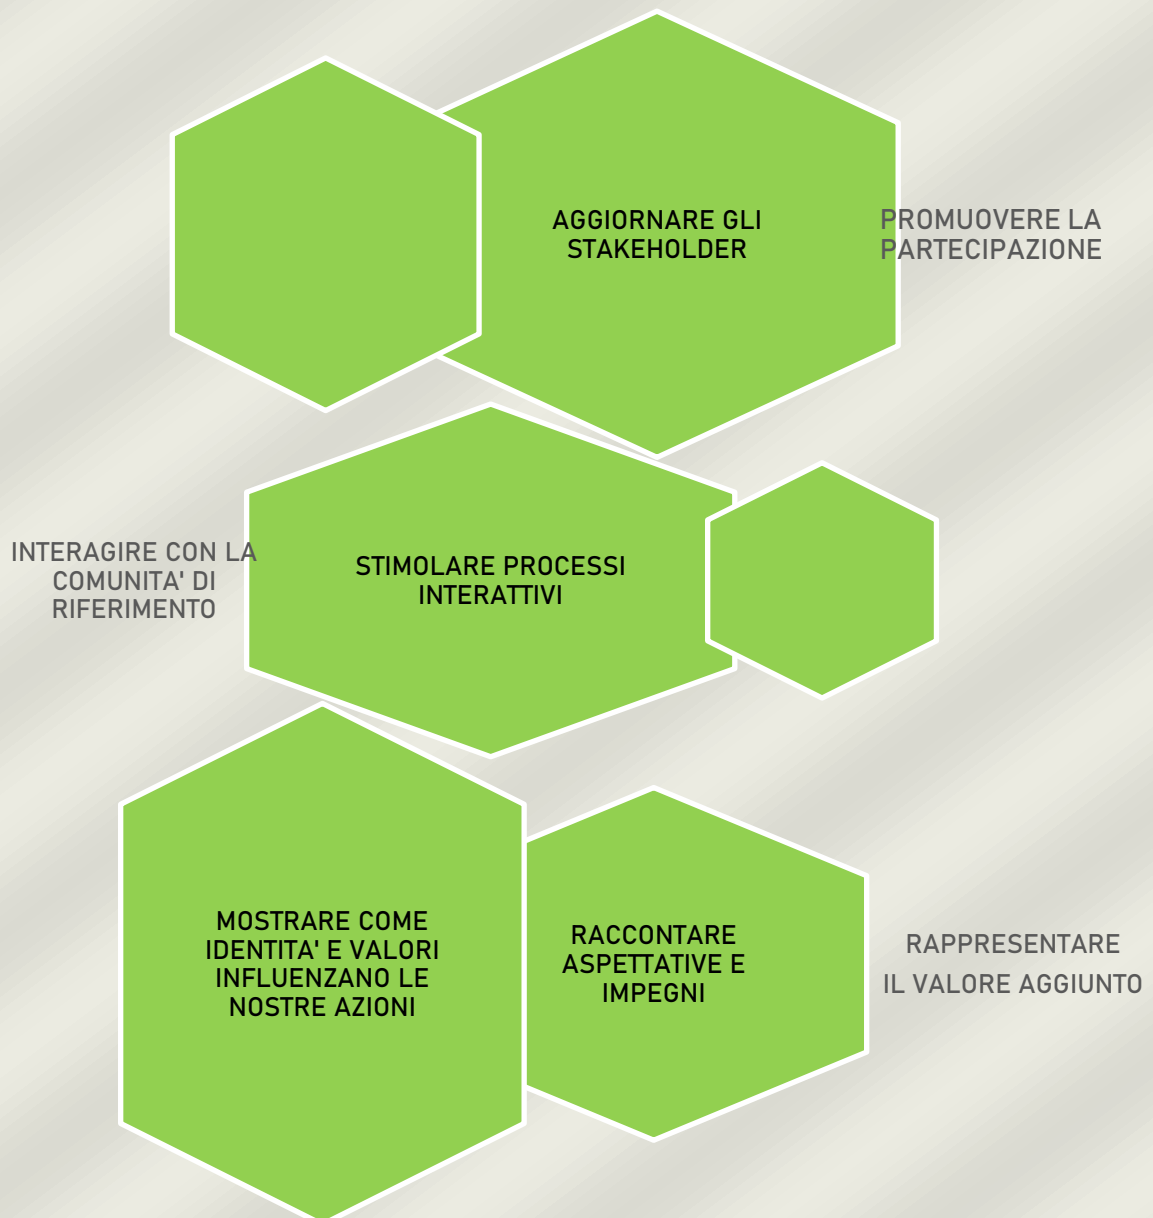 AGGIORNARE GLI
STAKEHOLDER
PROMUOVERE LA
PARTECIPAZIONE
INTERAGIRE CON LA
COMUNITA' DI
RIFERIMENTO
STIMOLARE PROCESSI
INTERATTIVI
MOSTRARE COME
IDENTITA' E VALORI
INFLUENZANO LE
NOSTRE AZIONI
RACCONTARE
ASPETTATIVE E
IMPEGNI
RAPPRESENTARE
IL VALORE AGGIUNTO